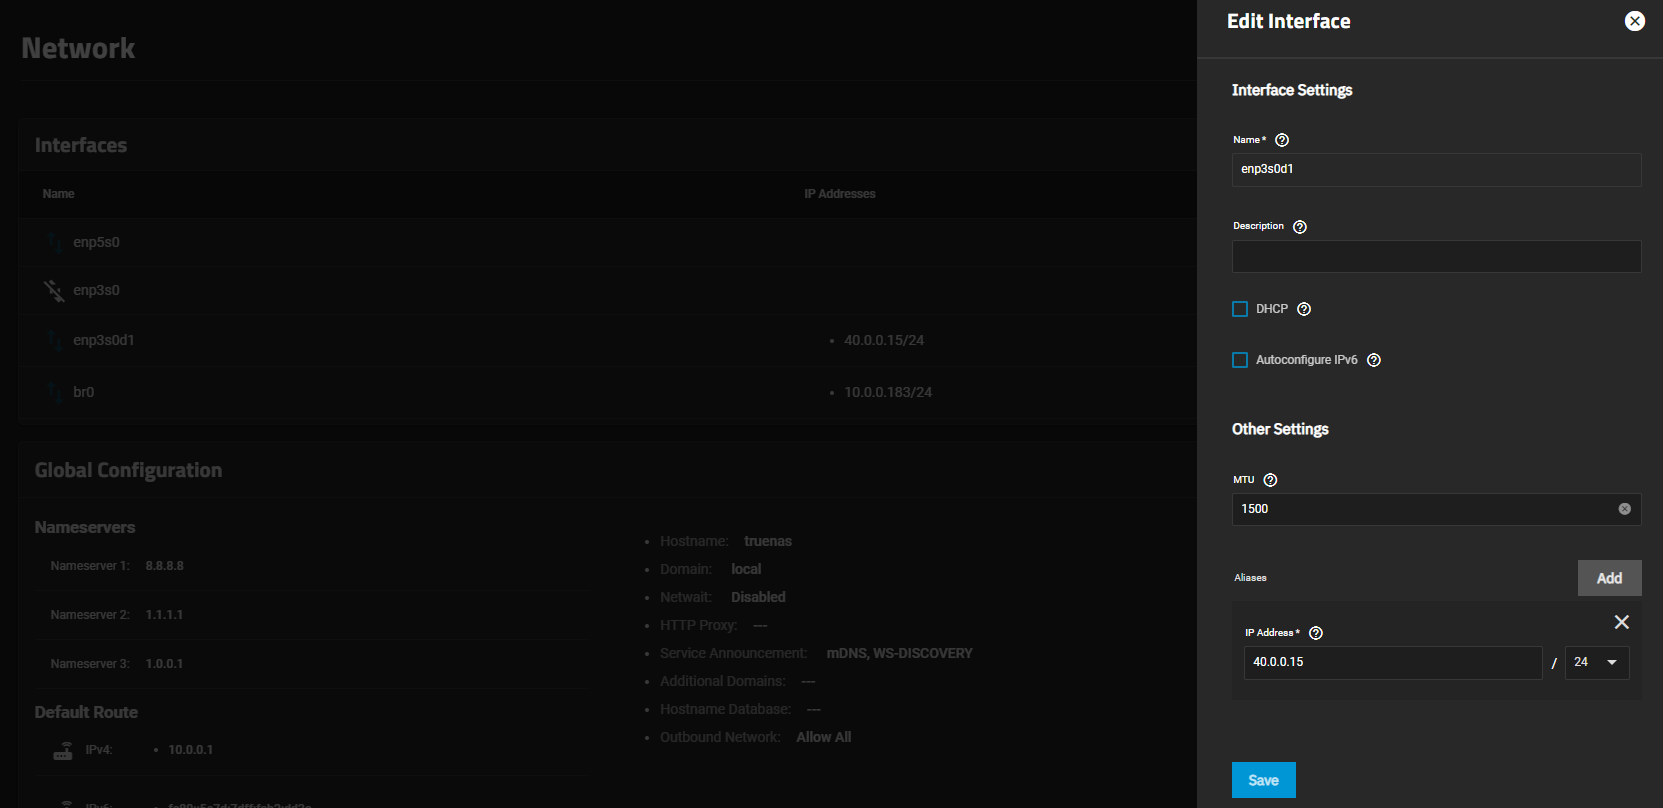 Network
Interfaces
Name IP Addresses
enp5s0
enp3s0
enp3s0d1 • 40.0.0.15/24
br0 • 10.0.0.183/24
Global Configuration
Nameservers
Nameserver 1: 8.8.8.8
Nameserver 2: 1.1.1.1
Nameserver 3: 1.0.0.1
Default Route
IPv4: • 10.0.0.1
IPv6:
• Hostname: truenas
• Domain: local
• Netwait: Disabled
• HTTP Proxy: ---
• Service Announcement: mDNS, WS-DISCOVERY
• Additional Domains: ---
• Hostname Database: ---
• Outbound Network: Allow All
Edit Interface
Interface Settings
Name *
enp3s0d1
Description
DHCP
Autoconfigure IPv6
Other Settings
MTU
1500
Aliases
Add
IP Address *
40.0.0.15 / 24
Save